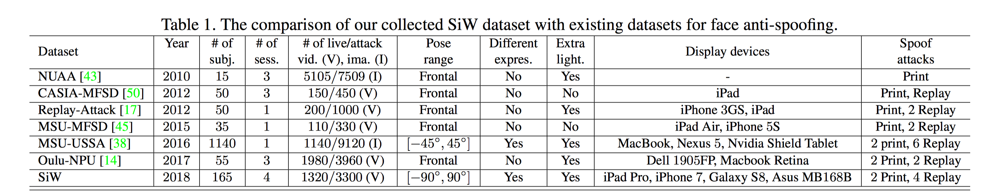 Table 1. The comparison of our collected SiW dataset with existing datasets for face anti-spoofing.
Dataset Year # of subj. # of sess. # of live/attack vid. (V), ima. (I) Pose range Different expres. Extra light. Display devices Spoof attacks
NUAA [43] 2010 15 3 5105/7509 (I) Frontal No Yes - Print
CASIA-MFSD [50] 2012 50 3 150/450 (V) Frontal No No iPad Print, Replay
Replay-Attack [17] 2012 50 1 200/1000 (V) Frontal No Yes iPhone 3GS, iPad Print, 2 Replay
MSU-MFSD [45] 2015 35 1 110/330 (V) Frontal No No iPad Air, iPhone 5S Print, 2 Replay
MSU-USSA [38] 2016 1140 1 1140/9120 (I) [−45°, 45°] Yes Yes MacBook, Nexus 5, Nvidia Shield Tablet 2 print, 6 Replay
Oulu-NPU [14] 2017 55 3 1980/3960 (V) Frontal No Yes Dell 1905FP, Macbook Retina 2 Print, 2 Replay
SiW 2018 165 4 1320/3300 (V) [−90°, 90°] Yes Yes iPad Pro, iPhone 7, Galaxy S8, Asus MB168B 2 Print, 4 Replay